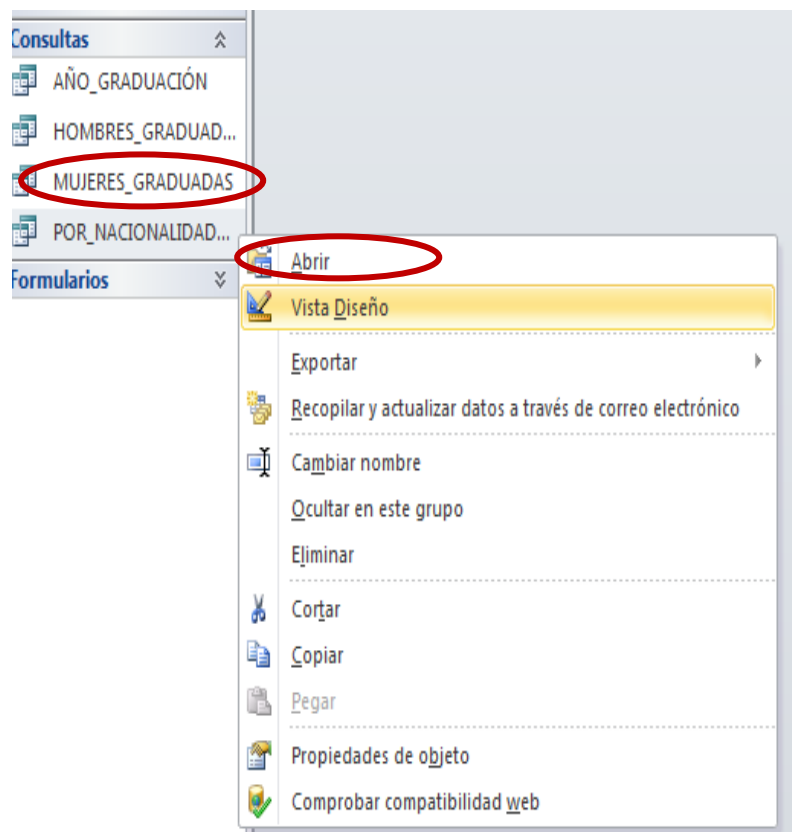 Consultas
AÑO_GRADUACIÓN
HOMBRES_GRADUAD...
MUJERES_GRADUADAS
POR_NACIONALIDAD...
Formularios
Abrir
Vista Diseño
Exportar
Recopilar y actualizar datos a través de correo electrónico
Cambiar nombre
Ocultar en este grupo
Eliminar
Cortar
Copiar
Pegar
Propiedades de objeto
Comprobar compatibilidad web